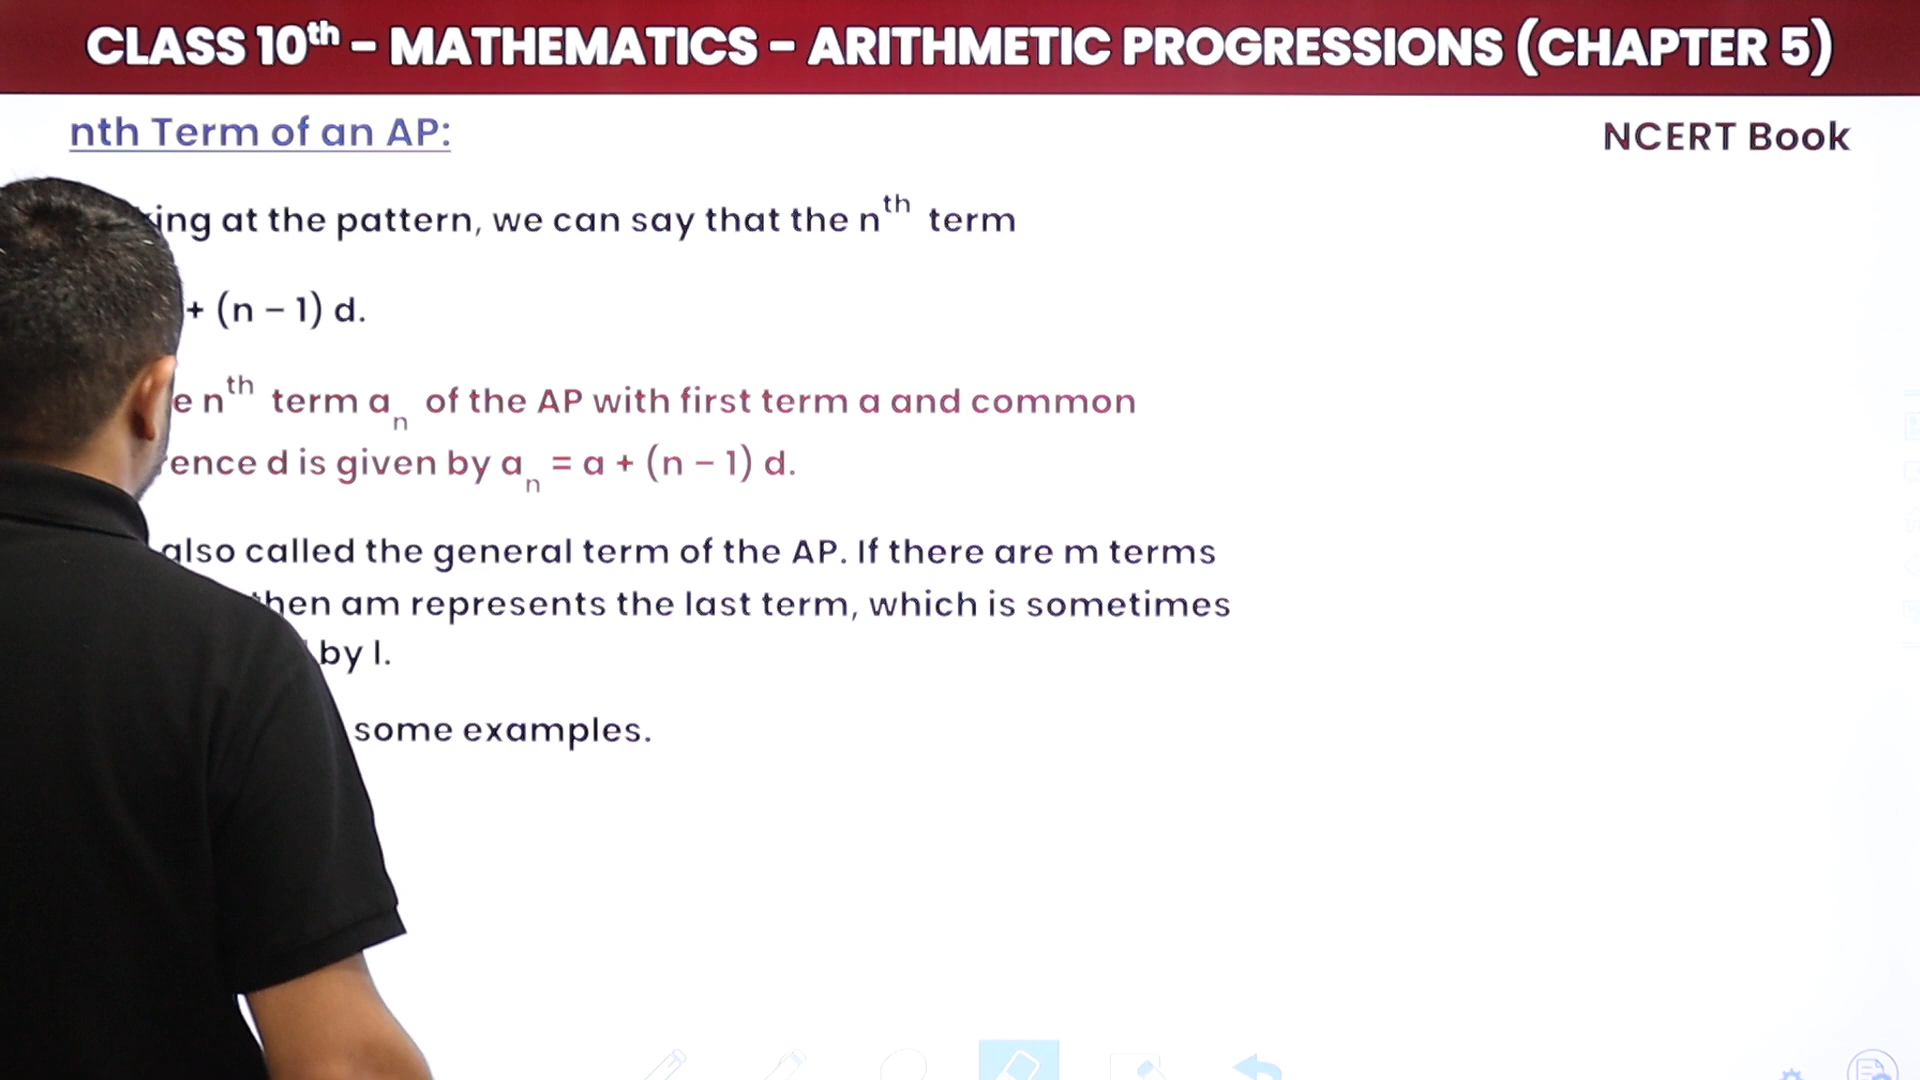 CLASS 10th – MATHEMATICS – ARITHMETIC PROGRESSIONS (CHAPTER 5)
nth Term of an AP:
NCERT Book
at the pattern, we can say that the nth term
+ (n – 1) d.
nth term an of the AP with first term a and common
d is given by an = a + (n – 1) d.
also called the general term of the AP. If there are m terms
am represents the last term, which is sometimes
by l.
some examples.